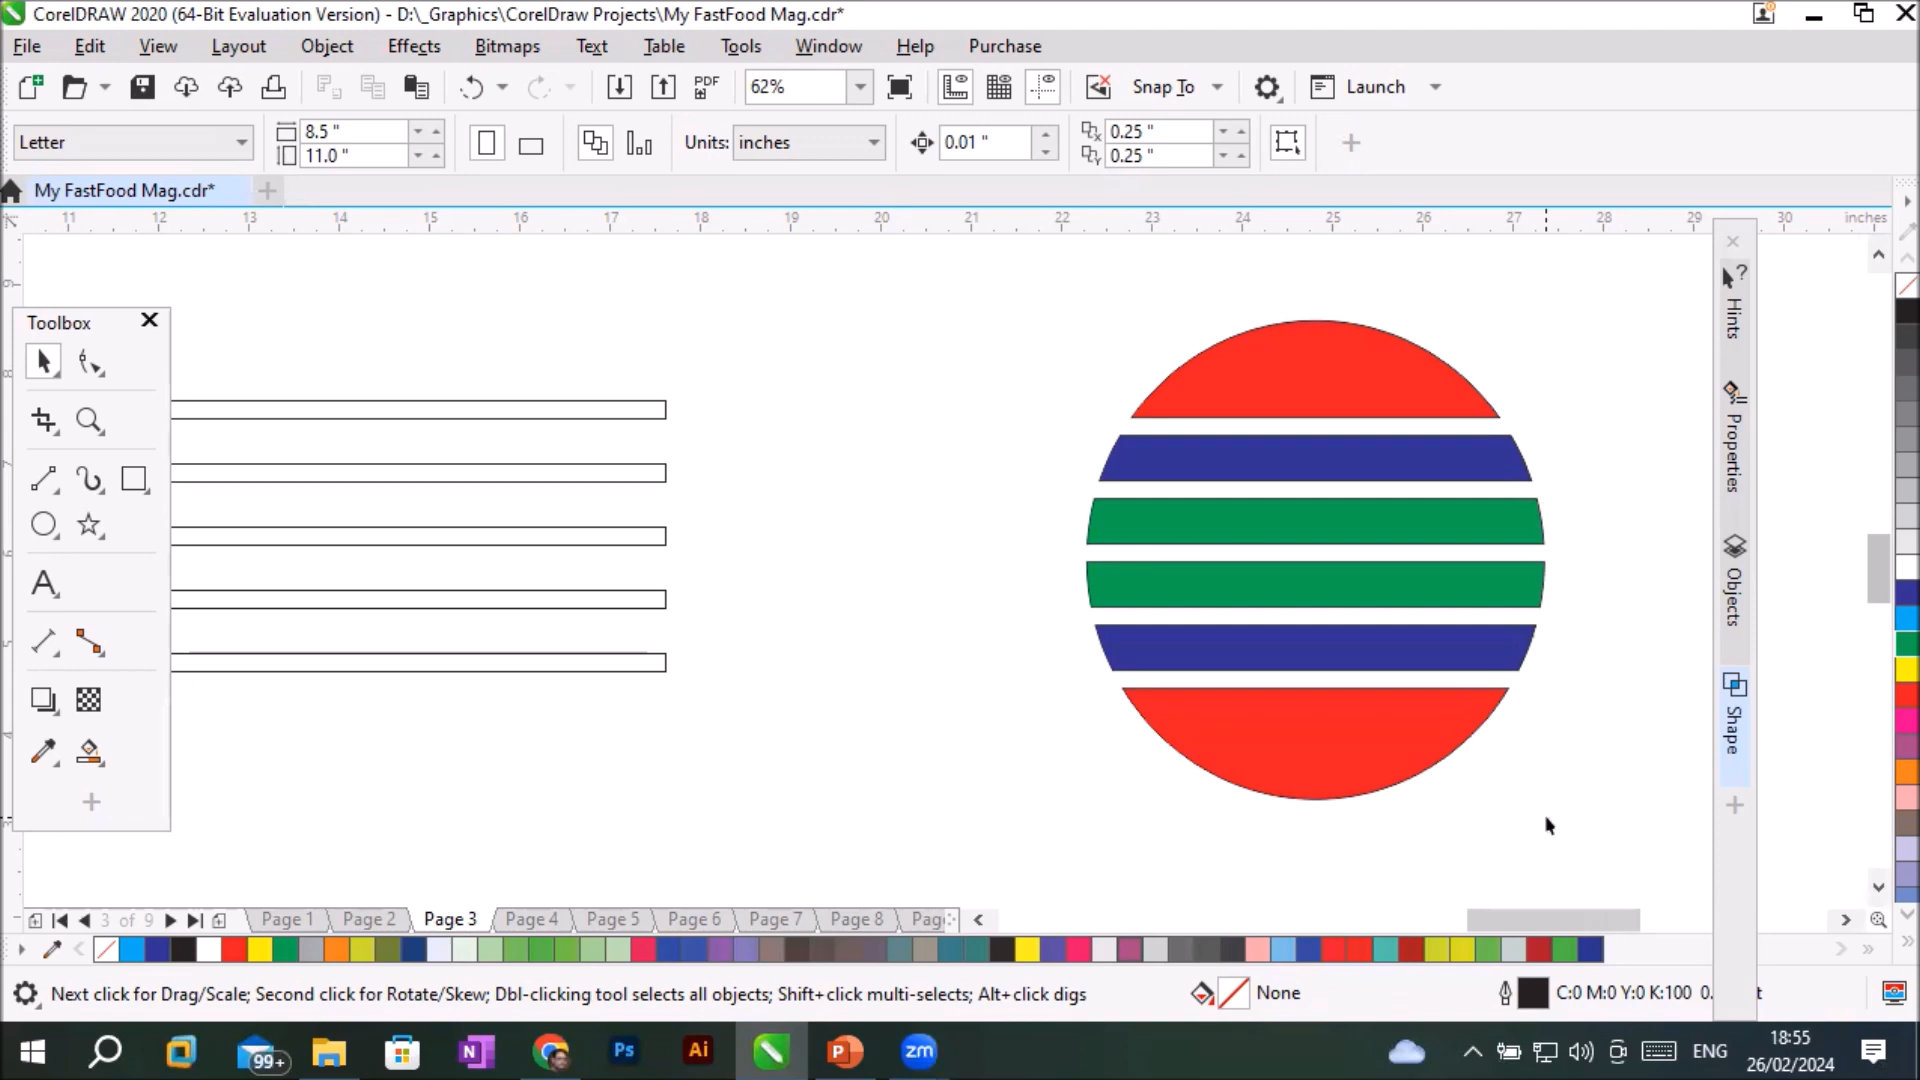 CorelDRAW 2020 (64-Bit Evaluation Version) - D:\_Graphics\CorelDraw Projects\My FastFood Mag.cdr*
File Edit View Layout Object Effects Bitmaps Text Table Tools Window Help Purchase
PDF 62% Snap To Launch
Letter 8.5 " 11.0 " Units: inches 0.01 " 0.25 " 0.25 "
My FastFood Mag.cdr*
11 12 13 14 15 16 17 18 19 20 21 22 23 24 25 26 27 28 29 30 inches
Toolbox
Hints
Properties
Objects
Shape
3 of 9 Page 1 Page 2 Page 3 Page 4 Page 5 Page 6 Page 7 Page 8 Pag
Next click for Drag/Scale; Second click for Rotate/Skew; Dbl-clicking tool selects all objects; Shift+click multi-selects; Alt+click digs None C:0 M:0 Y:0 K:100 0. t
99+ N Ps Ai P zm ENG 18:55
26/02/2024